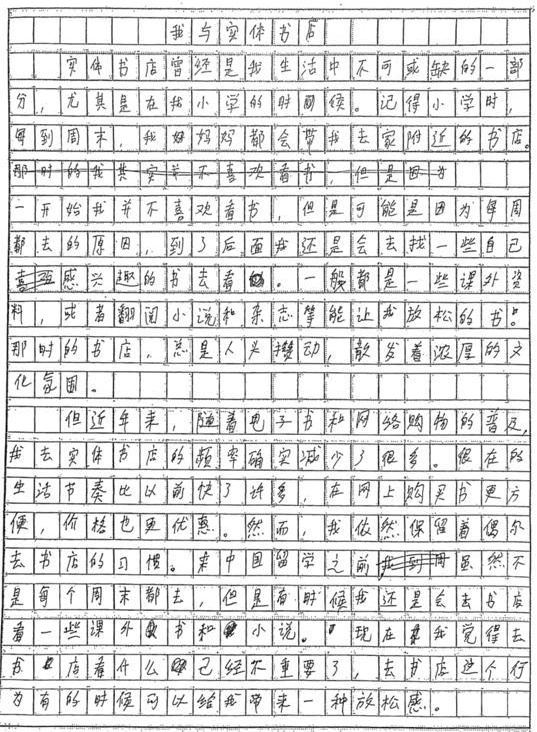 我与实体书店
实体书店曾经是我生活中不可或缺的一部
分，尤其是在我小学的时间候。记得小学时，
每到周末，我妈妈都会带我去家附近的书店。
那时的我其实并不喜欢看书，但是因为
一开始我并不喜欢看书，但是可能是因为每周
都去的原因，到了后面我还是会去找一些自己
喜欢感兴趣的书去看。一般都是一些课外资
料，或者翻阅小说和杂志等能让我放松的书。
那时的书店，总是人头攒动，散发着浓厚的文
化氛围。
但近年来，随着电子书和网络购物的普及，
我去实体书店的频率确实减少了很多。现在的
生活节奏比以前快了许多，在网上购买书更方
便，价格也更优惠。然而，我依然保留着偶尔
去书店的习惯。来中国留学之前我到周虽然不
是每个周末都去，但是有时候我还是会去书店
看一些课外书和小说。现在我觉得去
书店看什么已经不重要了，去书店这个行
为有的时候可以给我带来一种放松感。